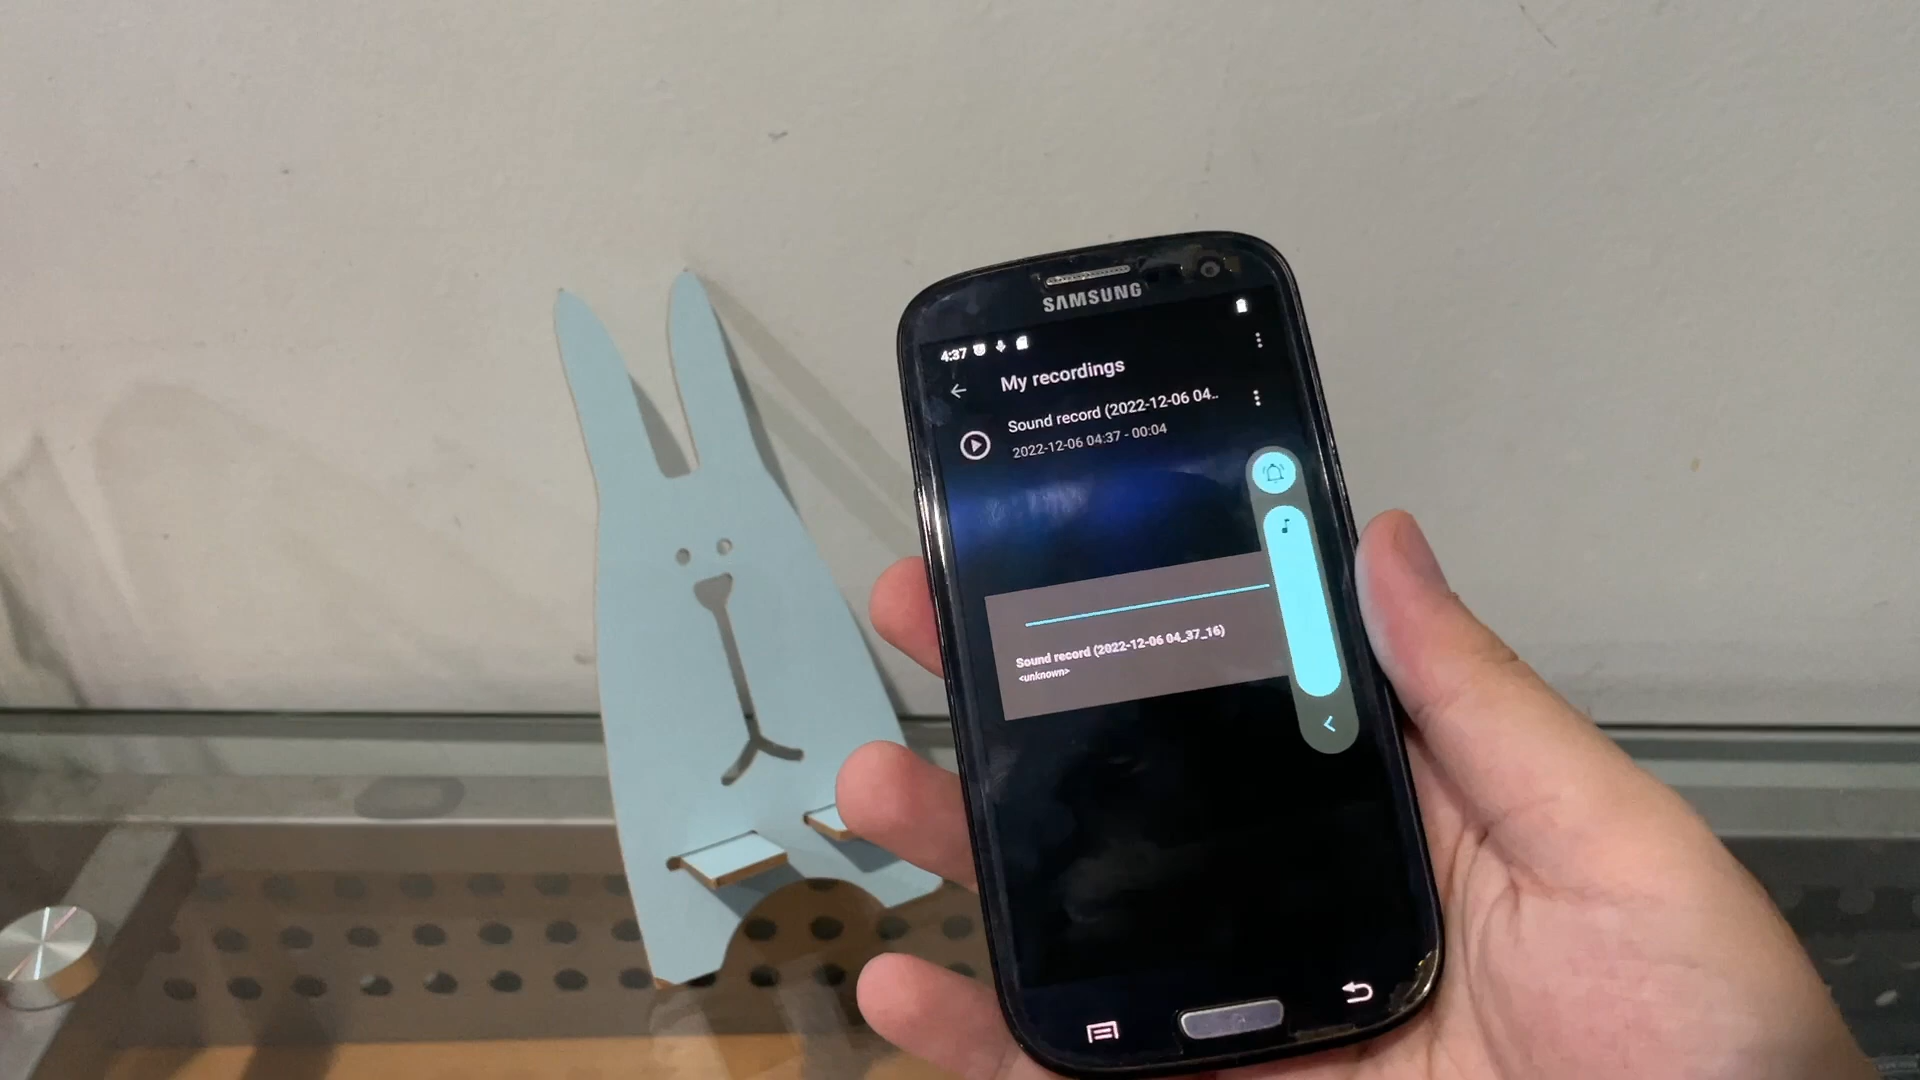 SAMSUNG
4:37
My recordings
Sound record (2022-12-06 04..
2022-12-06 04:37 - 00:04
Sound record (2022-12-06 04_37_16)
<unknown>